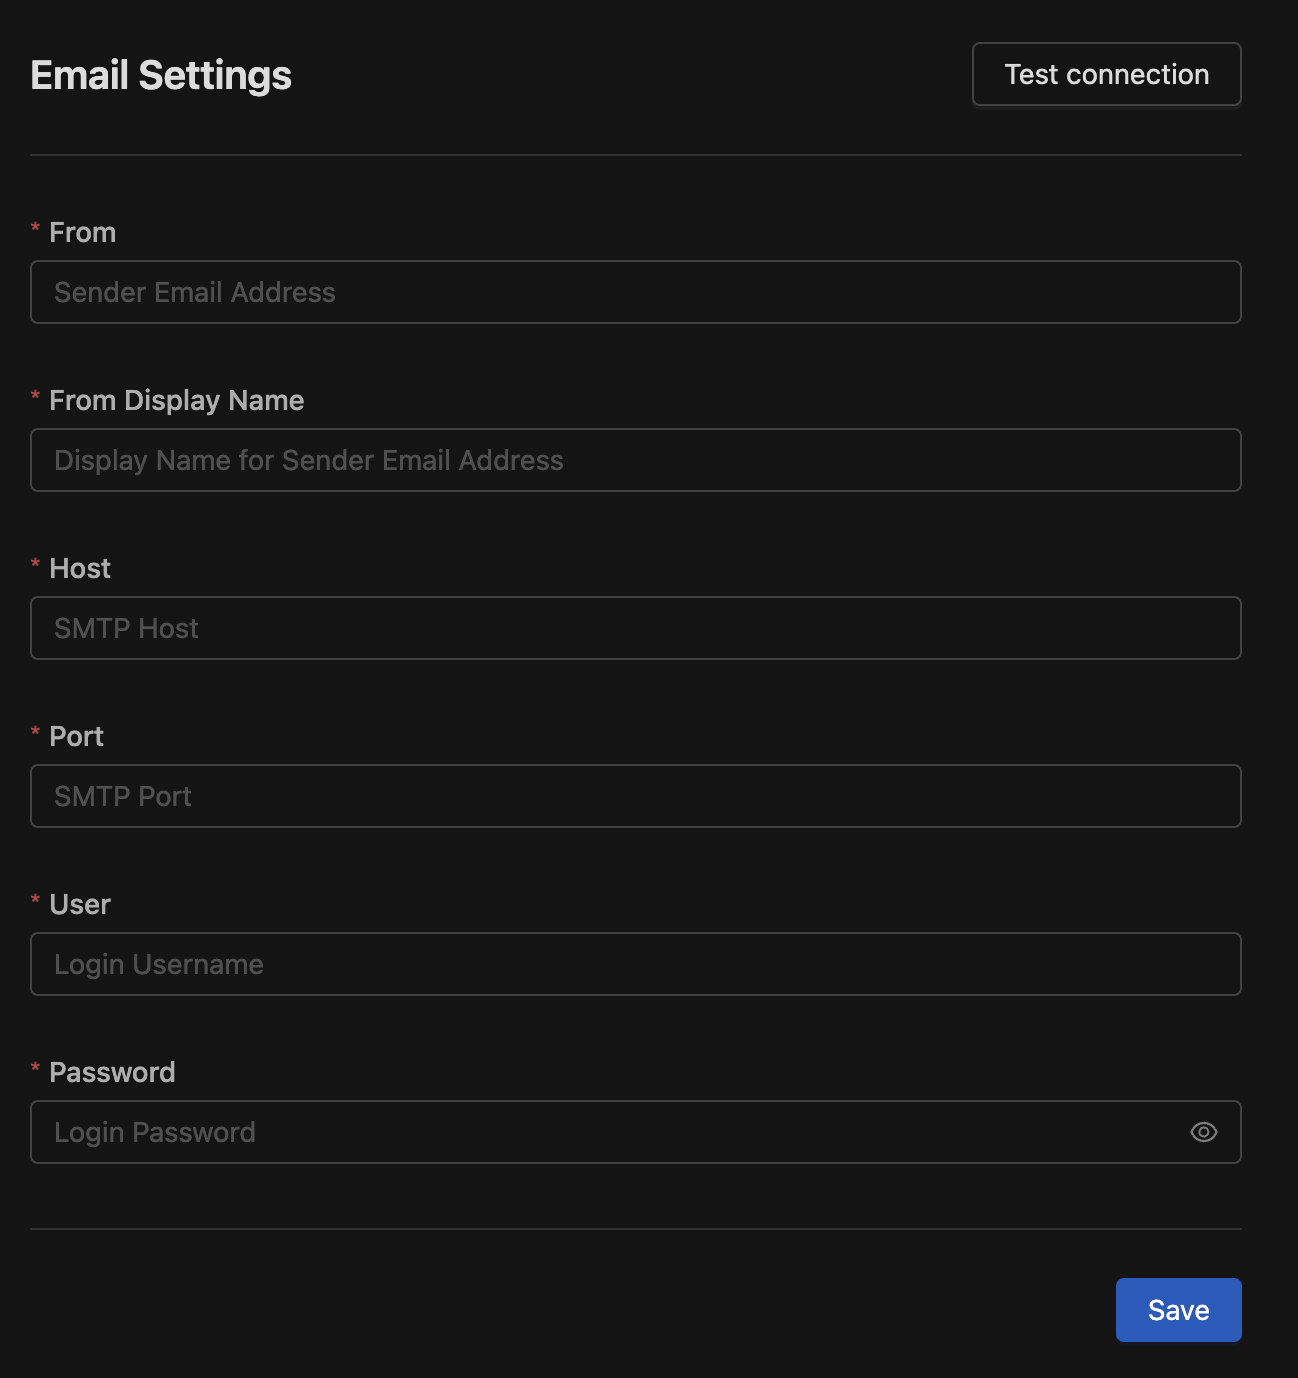 Email Settings
Test connection
* From
Sender Email Address
* From Display Name
Display Name for Sender Email Address
* Host
SMTP Host
* Port
SMTP Port
* User
Login Username
* Password
Login Password
Save